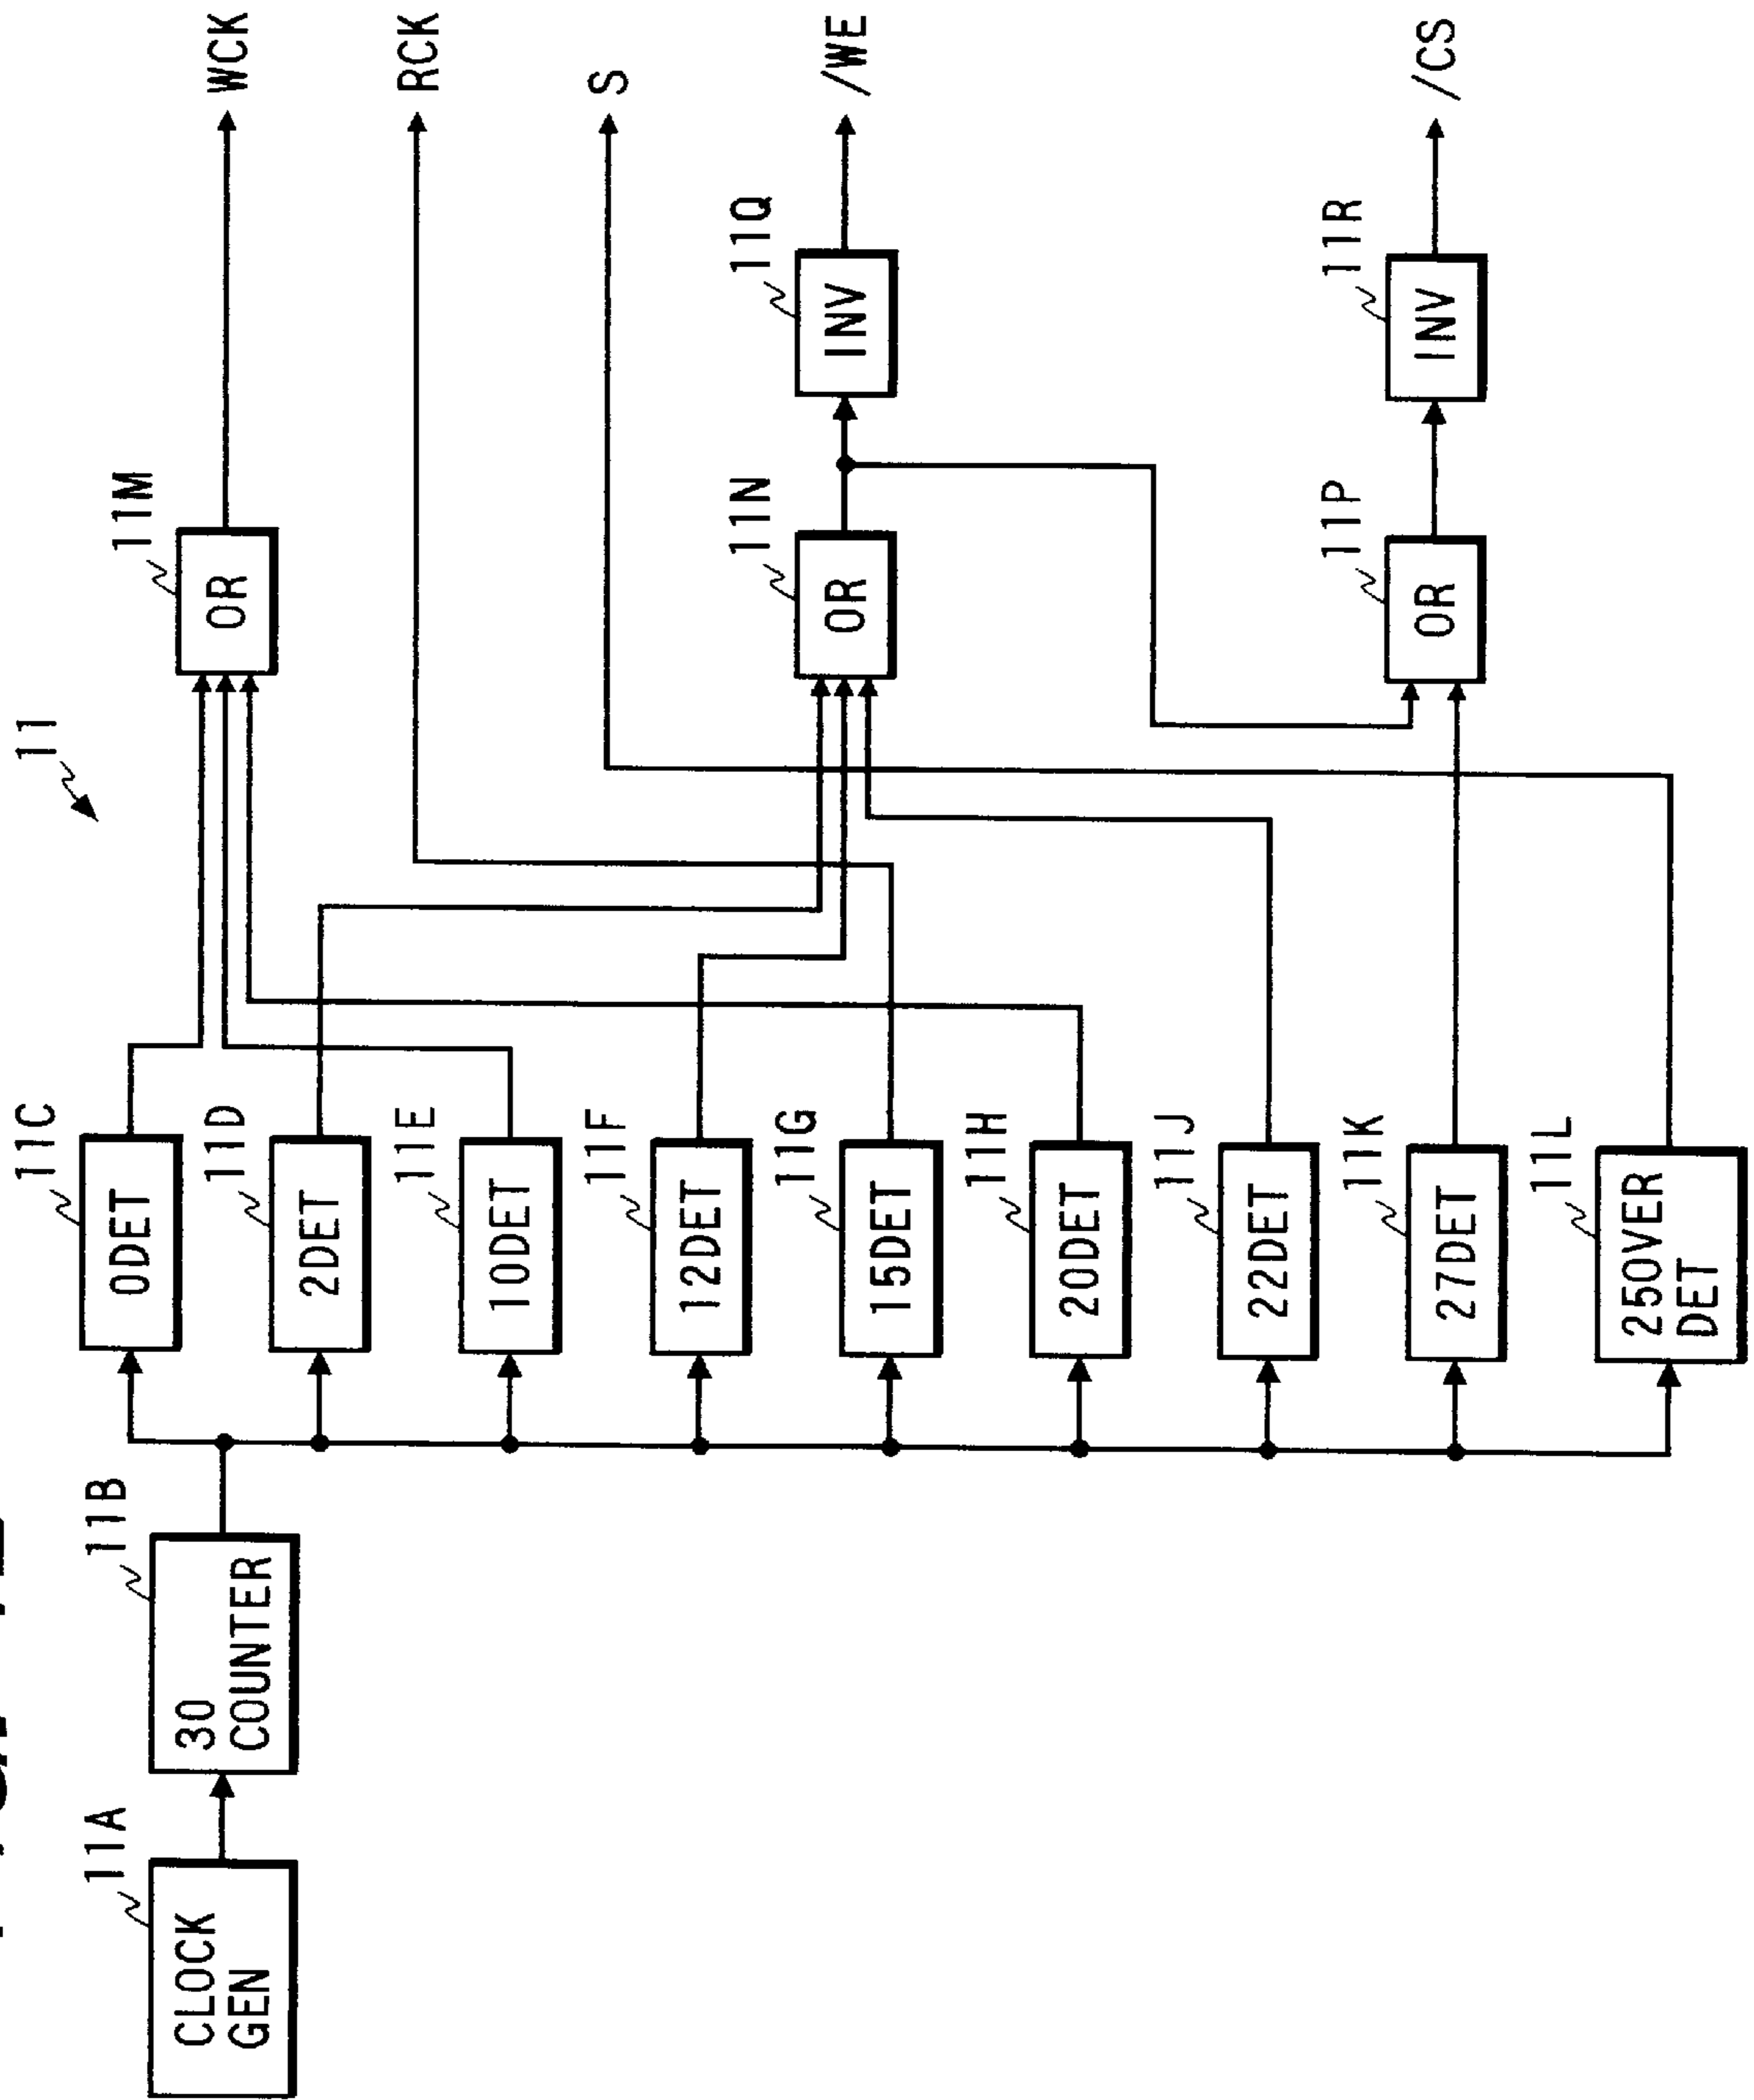 11
11A
CLOCK
GEN
11B
30
COUNTER
11C
0DET
11D
2DET
11E
10DET
11F
12DET
11G
15DET
11H
20DET
11J
22DET
11K
27DET
11L
25OVER
DET
11M
OR
WCK
RCK
S
11N
OR
11Q
INV
/WE
11P
OR
11R
INV
/CS